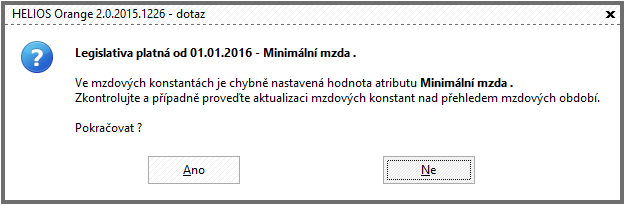 HELIOS Orange 2.0.2015.1226 - dotaz
Legislativa platná od 01.01.2016 - Minimální mzda .
Ve mzdových konstantách je chybně nastavená hodnota atributu Minimální mzda .
Zkontrolujte a případně proveďte aktualizaci mzdových konstant nad přehledem mzdových období.
Pokračovat ?
Ano
Ne